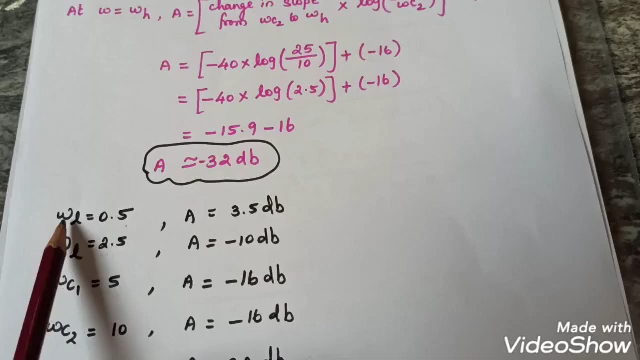 At ω = ωh, A = [change in slope from ωc2 to ωh × log(
A = [-40 × log(25/10)] + (-16)
= [-40 × log(2.5)] + (-16)
= -15.9 - 16
A ≃ -32 db
ωl = 0.5 , A = 3.5 db
ωl = 2.5 , A = -10 db
ωc1 = 5 , A = -16 db
ωc2 = 10 , A = -16 db
Made with
VideoShow